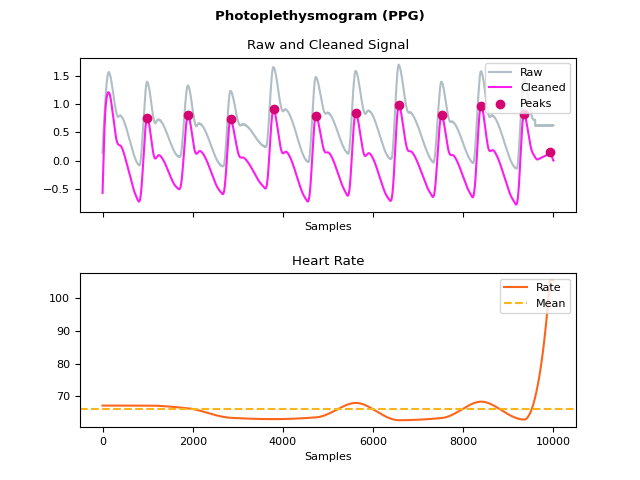 Photoplethysmogram (PPG)
Raw and Cleaned Signal
Raw
Cleaned
Peaks
1.5
1.0
0.5
0.0
−0.5
Samples
Heart Rate
Rate
Mean
100
90
80
70
0 2000 4000 6000 8000 10000
Samples